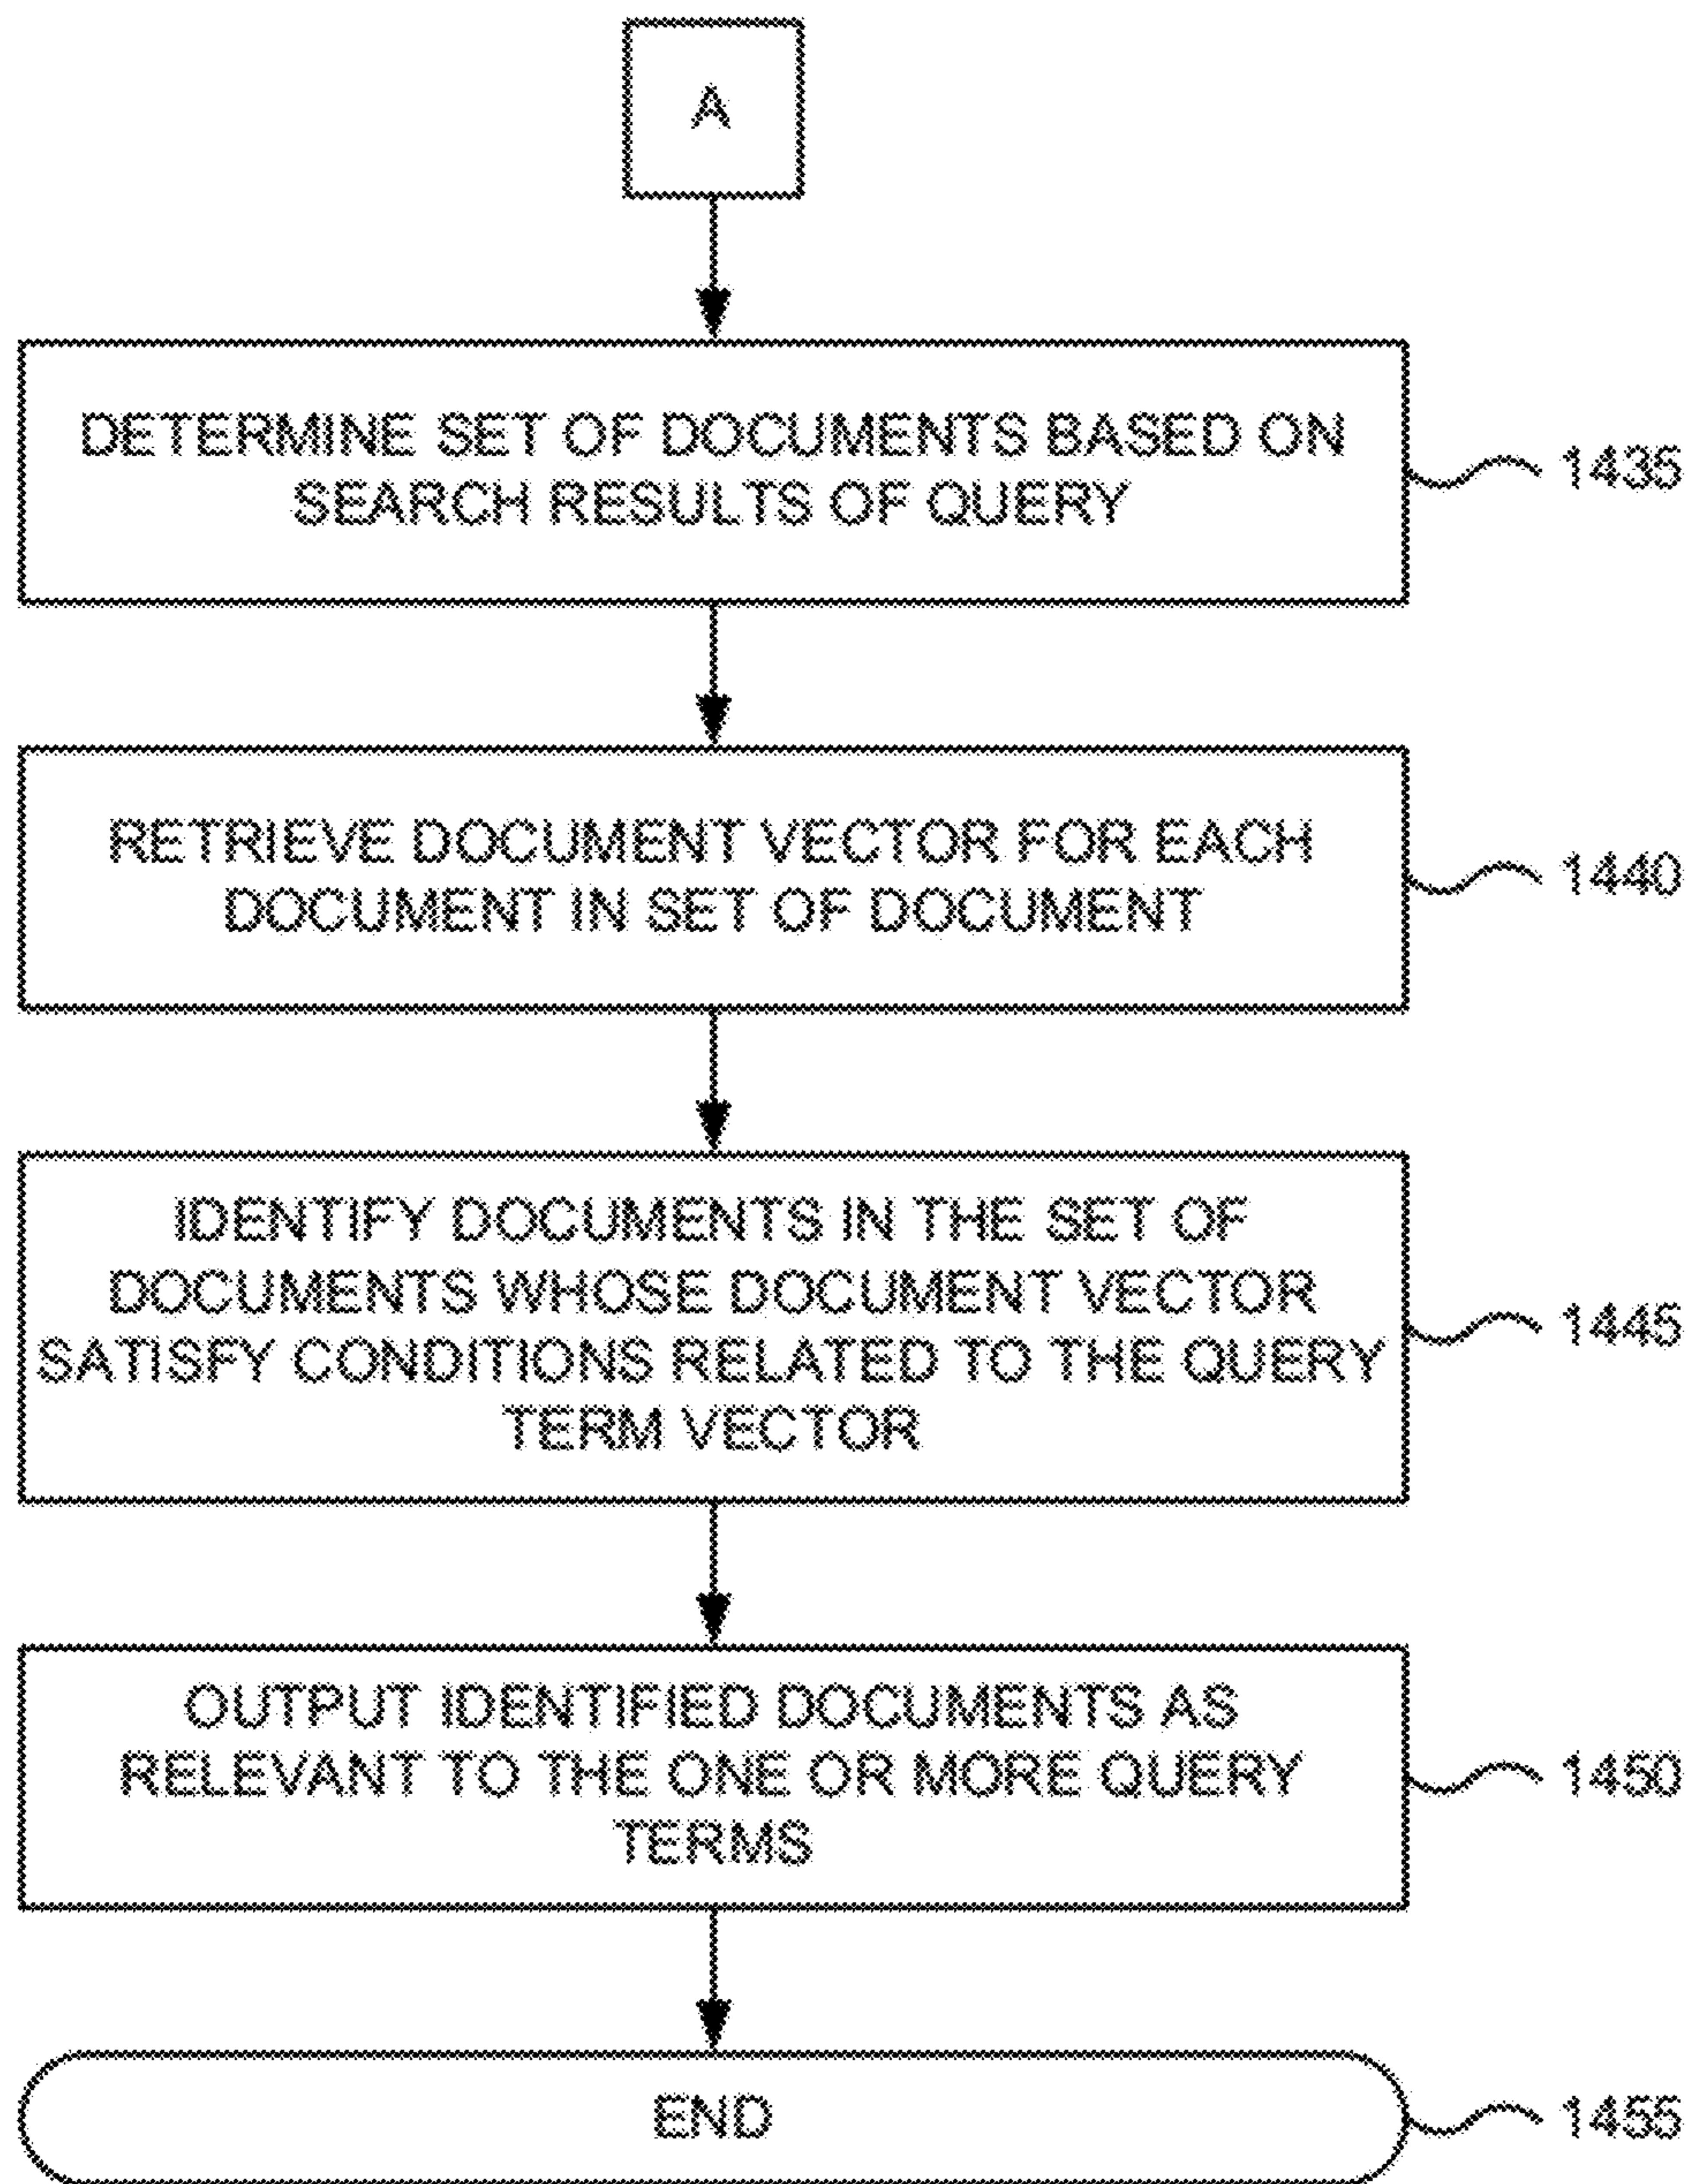 A
DETERMINE SET OF DOCUMENTS BASED ON
SEARCH RESULTS OF QUERY
1435
RETRIEVE DOCUMENT VECTOR FOR EACH
DOCUMENT IN SET OF DOCUMENT
1440
IDENTIFY DOCUMENTS IN THE SET OF
DOCUMENTS WHOSE DOCUMENT VECTOR
SATISFY CONDITIONS RELATED TO THE QUERY
TERM VECTOR
1445
OUTPUT IDENTIFIED DOCUMENTS AS
RELEVANT TO THE ONE OR MORE QUERY
TERMS
1450
END
1455